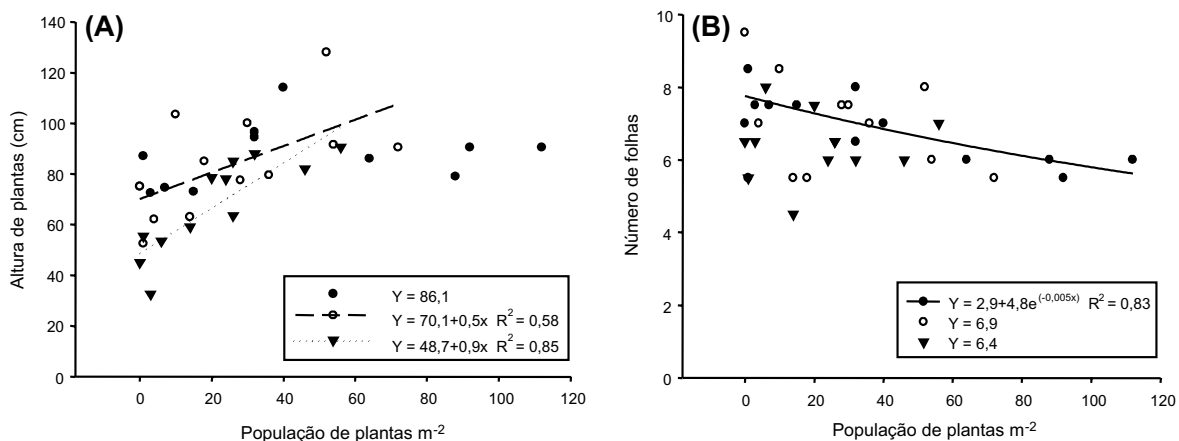 (A)
Altura de plantas (cm)
140
120
100
80
60
40
20
0
0 20 40 60 80 100 120
População de plantas m-2
Y = 86,1
Y = 70,1+0,5x R2 = 0,58
Y = 48,7+0,9x R2 = 0,85
(B)
Número de folhas
10
8
6
4
2
0
0 20 40 60 80 100 120
População de plantas m-2
Y = 2,9+4,8e(-0,005x) R2 = 0,83
Y = 6,9
Y = 6,4